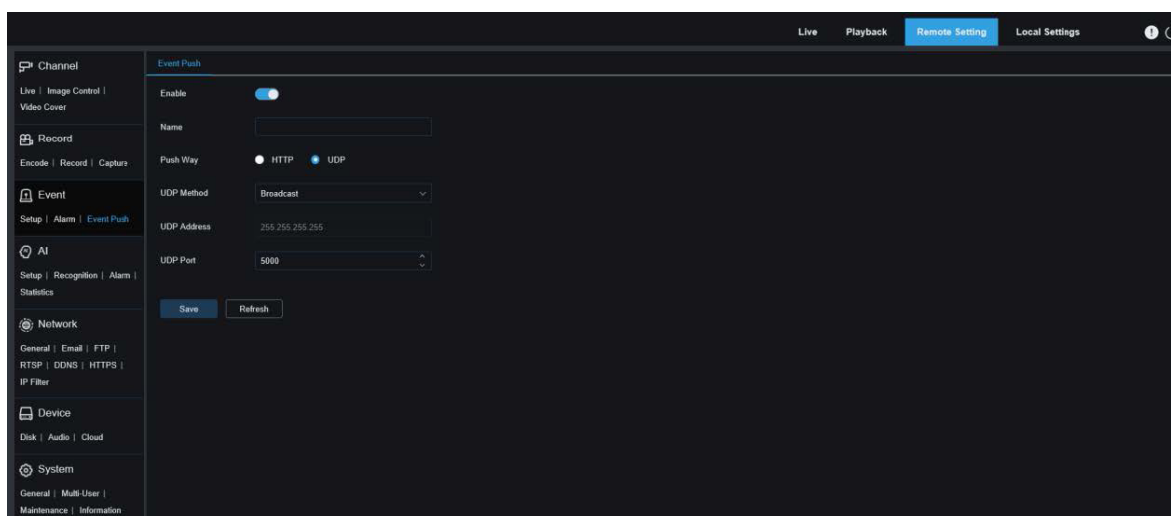 Live Playback Remote Setting Local Settings
Channel
Live | Image Control |
Video Cover
Record
Encode | Record | Capture
Event
Setup | Alarm | Event Push
AI
Setup | Recognition | Alarm |
Statistics
Network
General | Email | FTP |
RTSP | DDNS | HTTPS |
IP Filter
Device
Disk | Audio | Cloud
System
General | Multi-User |
Maintenance | Information
Event Push
Enable
Name
Push Way HTTP UDP
UDP Method Broadcast
UDP Address 255.255.255.255
UDP Port 5000
Save Refresh